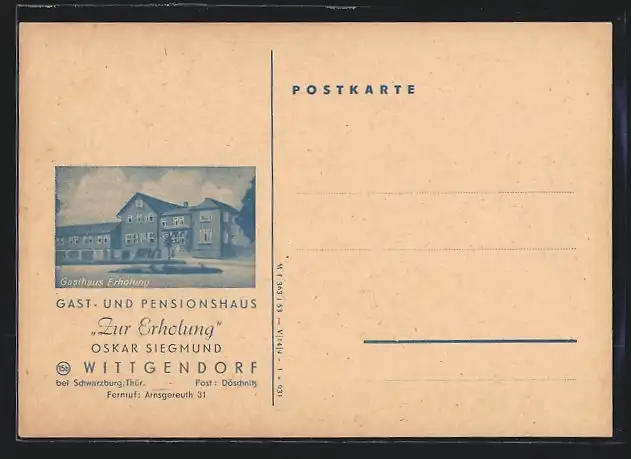 POSTKARTE
Gasthaus Erholung
GAST- UND PENSIONSHAUS
„Zur Erholung"
OSKAR SIEGMUND
15b WITTGENDORF
bei Schwarzburg, Thür. Post: Döschnitz
Fernruf: Arnsgereuth 31